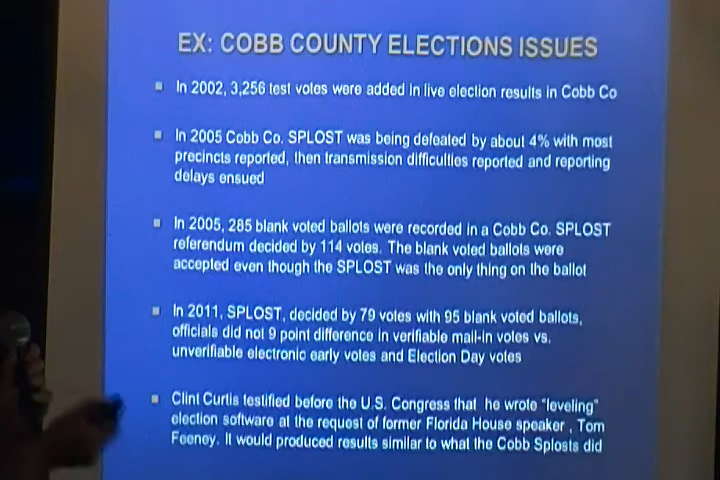 EX: COBB COUNTY ELECTIONS ISSUES
In 2002, 3,256 test votes were added in live election results in Cobb Co
In 2005 Cobb Co. SPLOST was being defeated by about 4% with most
precincts reported, then transmission difficulties reported and reporting
delays ensued
In 2005, 285 blank voted ballots were recorded in a Cobb Co. SPLOST
referendum decided by 114 votes. The blank voted ballots were
accepted even though the SPLOST was the only thing on the ballot
In 2011, SPLOST, decided by 79 votes with 95 blank voted ballots,
officials did not 9 point difference in verifiable mail-in votes vs.
unverifiable electronic early votes and Election Day votes
Clint Curtis testified before the U.S. Congress that he wrote "leveling"
election software at the request of former Florida House speaker , Tom
Feeney. It would produced results similar to what the Cobb Splosts did